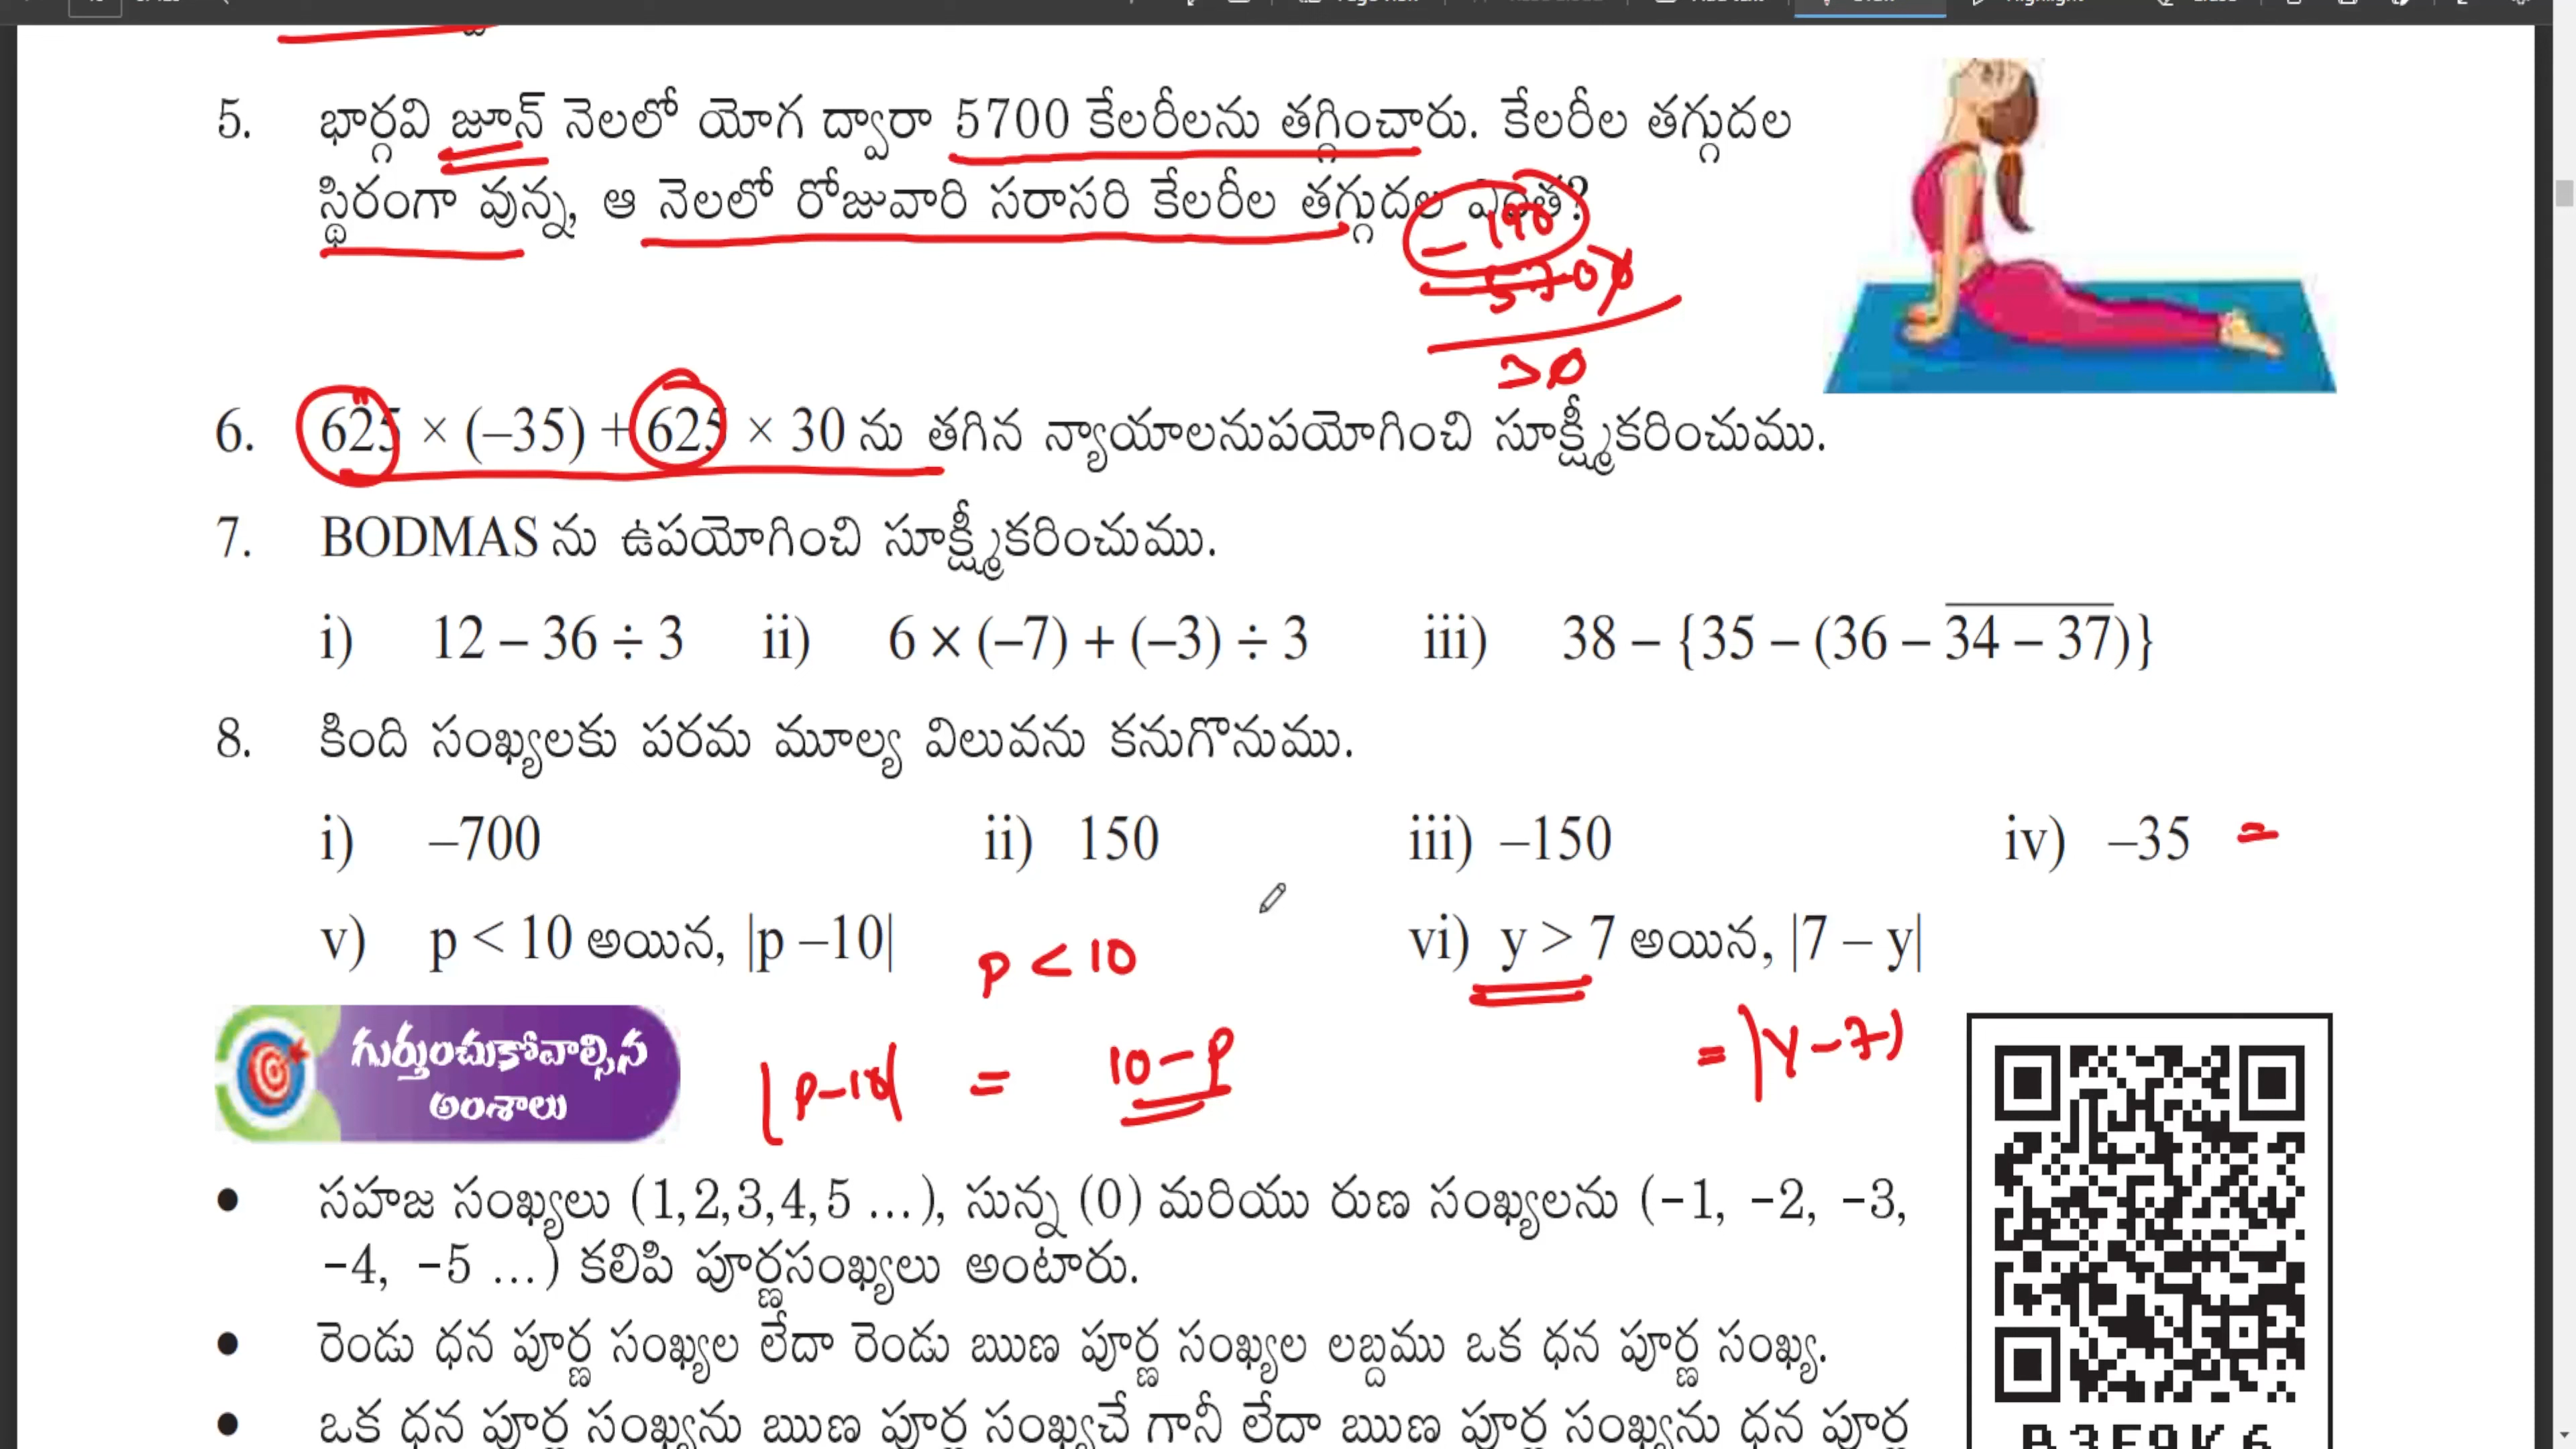 5. భార్గవి జూన్ నెలలో యోగ ద్వారా 5700 కేలరీలను తగ్గించారు. కేలరీల తగ్గుదల
స్థిరంగా వున్న, ఆ నెలలో రోజువారి సరాసరి కేలరీల తగ్గుదల ఎంత?
– 190
5700
30
6. 625 × (–35) + 625 × 30 ను తగిన న్యాయాలనుపయోగించి సూక్ష్మీకరించుము.
7. BODMAS ను ఉపయోగించి సూక్ష్మీకరించుము.
i) 12 – 36 ÷ 3 ii) 6 × (–7) + (–3) ÷ 3 iii) 38 – {35 – (36 – 34 – 37)}
8. కింది సంఖ్యలకు పరమ మూల్య విలువను కనుగొనుము.
i) –700 ii) 150 iii) –150 iv) –35 =
v) p < 10 అయిన, |p –10| p < 10 vi) y > 7 అయిన, |7 – y|
గుర్తుంచుకోవాల్సిన
అంశాలు
|p–10| = 10–p = |y–7|
• సహజ సంఖ్యలు (1,2,3,4,5 ...), సున్న (0) మరియు రుణ సంఖ్యలను (-1, -2, -3,
-4, -5 ...) కలిపి పూర్ణసంఖ్యలు అంటారు.
• రెండు ధన పూర్ణ సంఖ్యల లేదా రెండు ఋణ పూర్ణ సంఖ్యల లబ్దము ఒక ధన పూర్ణ సంఖ్య.
• ఒక ధన పూర్ణ సంఖ్యను ఋణ పూర్ణ సంఖ్యచే గానీ లేదా ఋణ పూర్ణ సంఖ్యను ధన పూర్ణ